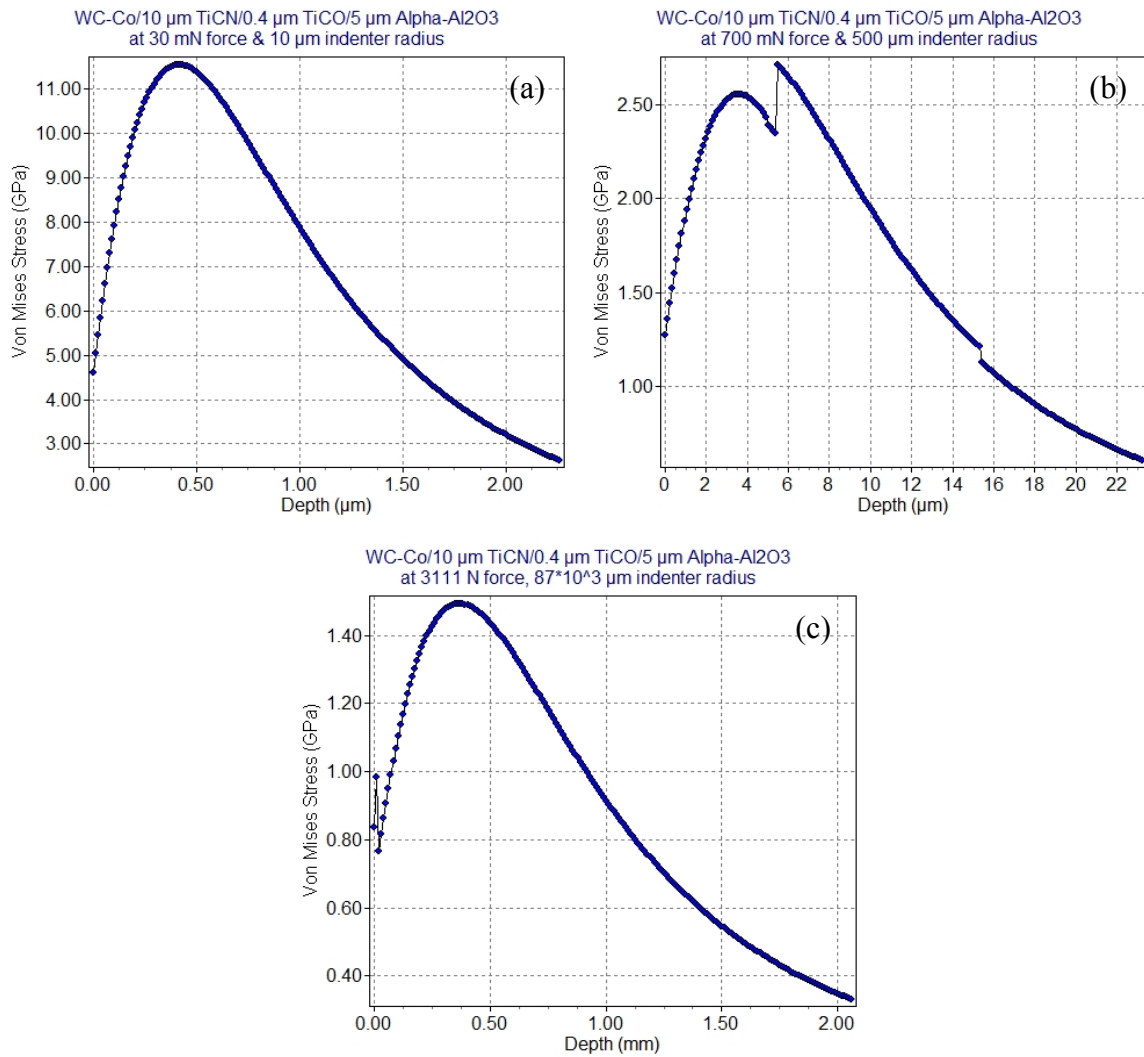 WC-Co/10 µm TiCN/0.4 µm TiCO/5 µm Alpha-Al2O3
at 30 mN force & 10 µm indenter radius
(a)
11.00
10.00
9.00
8.00
7.00
6.00
5.00
4.00
3.00
Von Mises Stress (GPa)
0.00 0.50 1.00 1.50 2.00
Depth (µm)
WC-Co/10 µm TiCN/0.4 µm TiCO/5 µm Alpha-Al2O3
at 700 mN force & 500 µm indenter radius
(b)
2.50
2.00
1.50
1.00
Von Mises Stress (GPa)
0 2 4 6 8 10 12 14 16 18 20 22
Depth (µm)
WC-Co/10 µm TiCN/0.4 µm TiCO/5 µm Alpha-Al2O3
at 3111 N force, 87*10^3 µm indenter radius
(c)
1.40
1.20
1.00
0.80
0.60
0.40
Von Mises Stress (GPa)
0.00 0.50 1.00 1.50 2.00
Depth (mm)